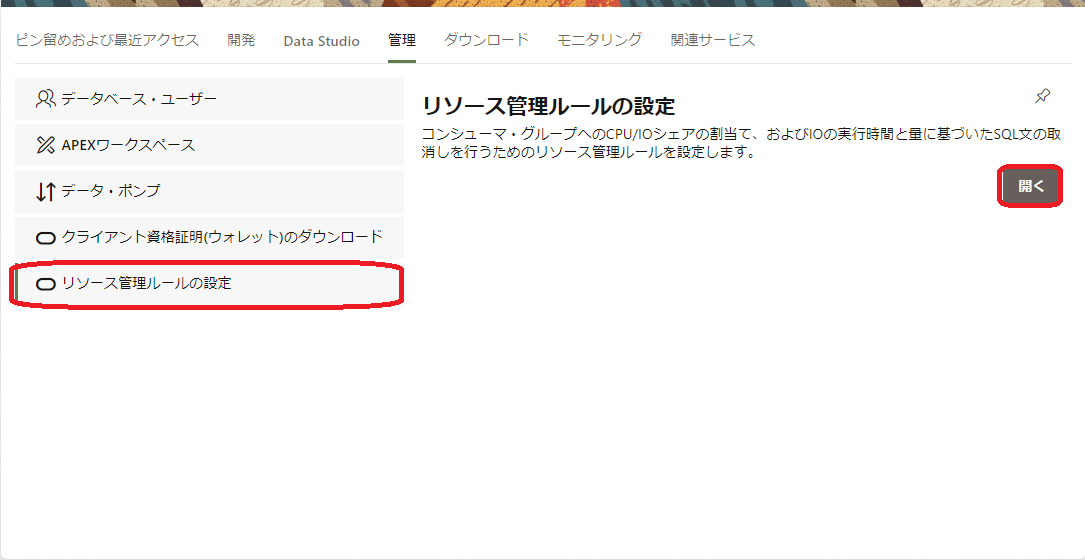 ピン留めおよび最近アクセス 開発 Data Studio 管理 ダウンロード モニタリング 関連サービス
データベース・ユーザー
APEXワークスペース
データ・ポンプ
クライアント資格証明(ウォレット)のダウンロード
リソース管理ルールの設定
リソース管理ルールの設定
コンシューマ・グループへのCPU/IOシェアの割当て、およびIOの実行時間と量に基づいたSQL文の取
消しを行うためのリソース管理ルールを設定します。
開く